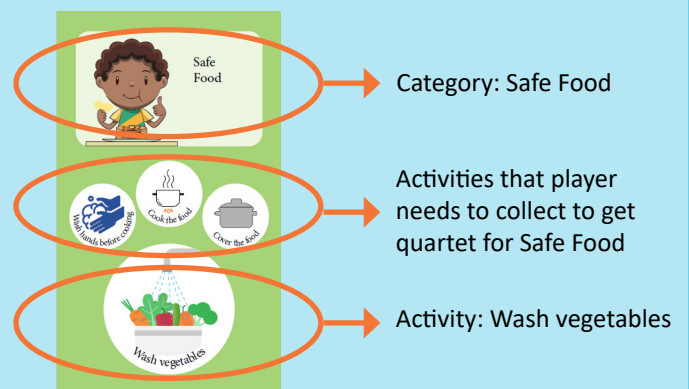 Safe
Food
Category: Safe Food
Wash hands before cooking
Cook the food
Cover the food
Activities that player
needs to collect to get
quartet for Safe Food
Wash vegetables
Activity: Wash vegetables